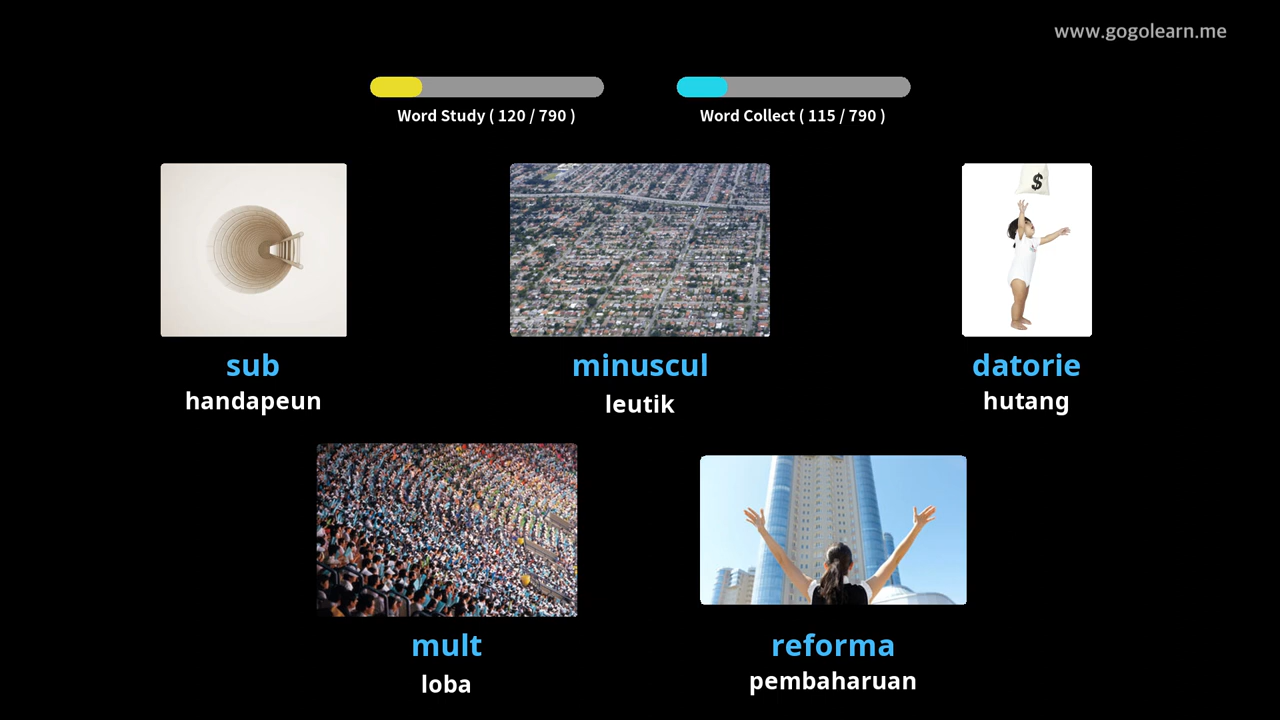 www.gogolearn.me
Word Study ( 120 / 790 )
Word Collect ( 115 / 790 )
$
sub
handapeun
minuscul
leutik
datorie
hutang
mult
loba
reforma
pembaharuan